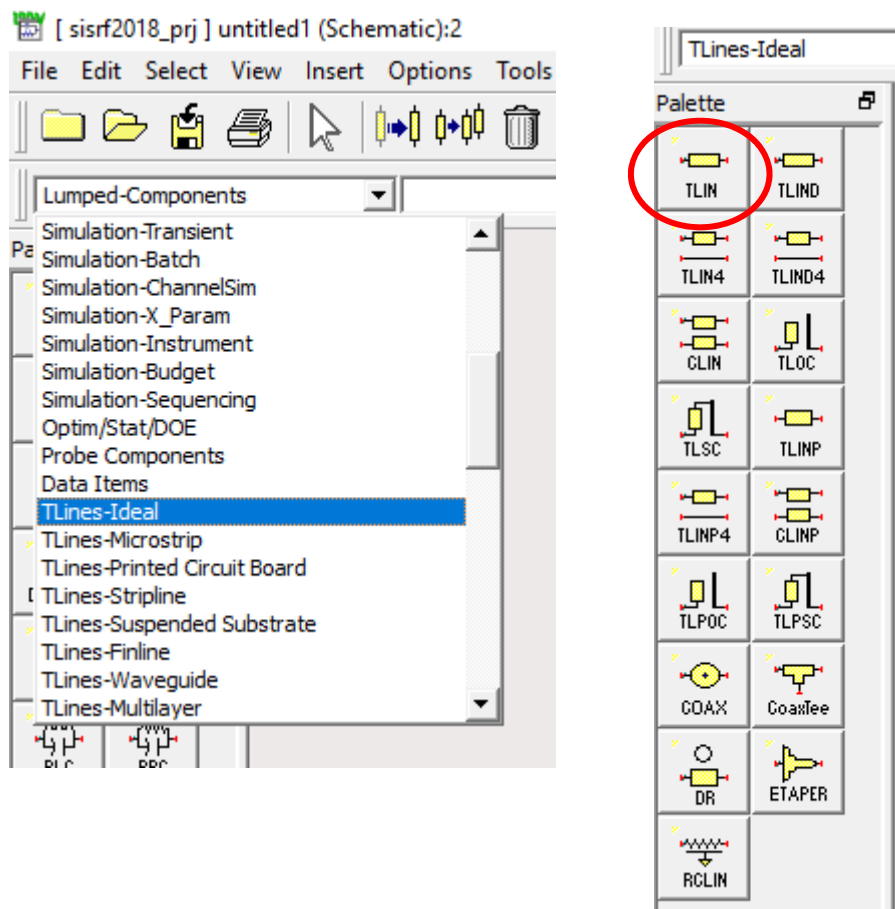 [ sisrf2018_prj ] untitled1 (Schematic):2
File Edit Select View Insert Options Tools
Lumped-Components
Simulation-Transient
Simulation-Batch
Simulation-ChannelSim
Simulation-X_Param
Simulation-Instrument
Simulation-Budget
Simulation-Sequencing
Optim/Stat/DOE
Probe Components
Data Items
TLines-Ideal
TLines-Microstrip
TLines-Printed Circuit Board
TLines-Stripline
TLines-Suspended Substrate
TLines-Finline
TLines-Waveguide
TLines-Multilayer
TLines-Ideal
Palette
TLIN TLIND
TLIN4 TLIND4
CLIN TLOC
TLSC TLINP
TLINP4 CLINP
TLPOC TLPSC
COAX CoaxTee
DR ETAPER
RCLIN